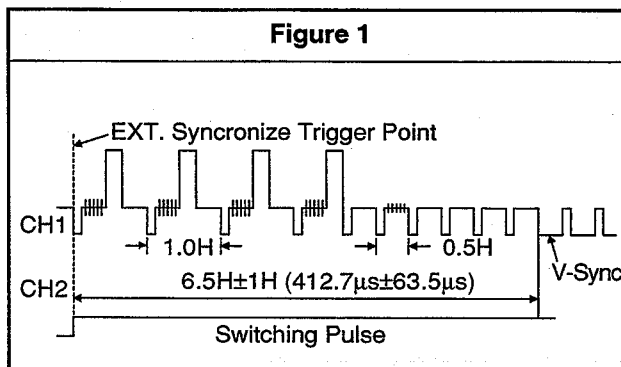 Figure 1
EXT. Syncronize Trigger Point
CH1
1.0H
0.5H
V-Sync
6.5H±1H (412.7µs±63.5µs)
CH2
Switching Pulse